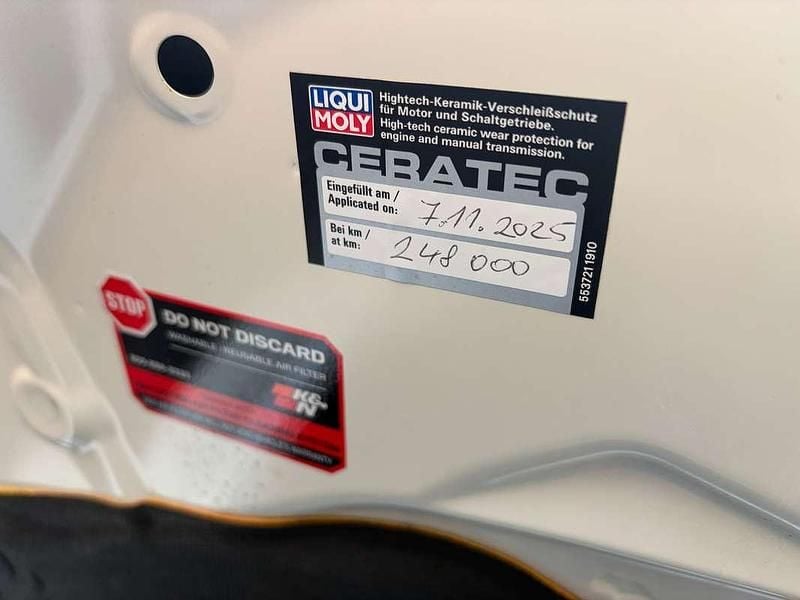 LIQUI
MOLY
Hightech-Keramik-Verschleißschutz
für Motor und Schaltgetriebe.
High-tech ceramic wear protection for
engine and manual transmission.
CERATEC
Eingefüllt am /
Applicated on: 7.11.2025
Bei km /
at km: 248 000
5537211910
STOP
DO NOT DISCARD
WASHABLE / REUSABLE AIR FILTER
K&N